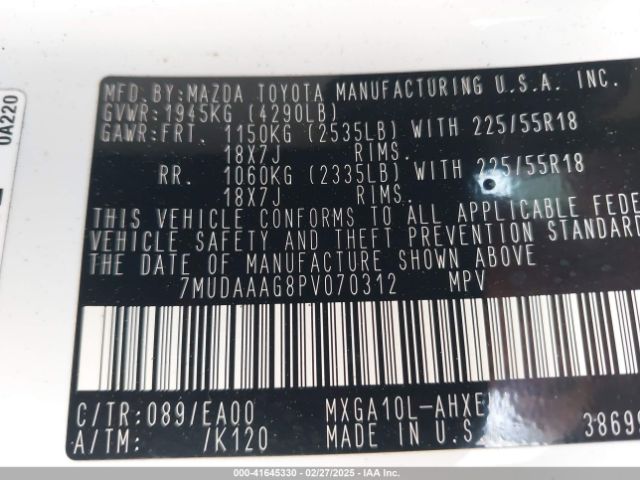 0A220
MFD.BY:MAZDA TOYOTA MANUFACTURING U.S.A. INC.
GVWR:1945KG (4290LB)
GAWR:FRT. 1150KG (2535LB) WITH 225/55R18
18X7J RIMS.
RR. 1060KG (2335LB) WITH 225/55R18
18X7J RIMS.
THIS VEHICLE CONFORMS TO ALL APPLICABLE FEDE
VEHICLE SAFETY AND THEFT PREVENTION STANDARD
THE DATE OF MANUFACTURE SHOWN ABOVE
7MUDAAAG8PV070312 MPV
C/TR:089/EA00 MXGA10L-AHXE
A/TM: /K120 MADE IN U.S. 3869
000-41645330 - 02/27/2025 - IAA Inc.